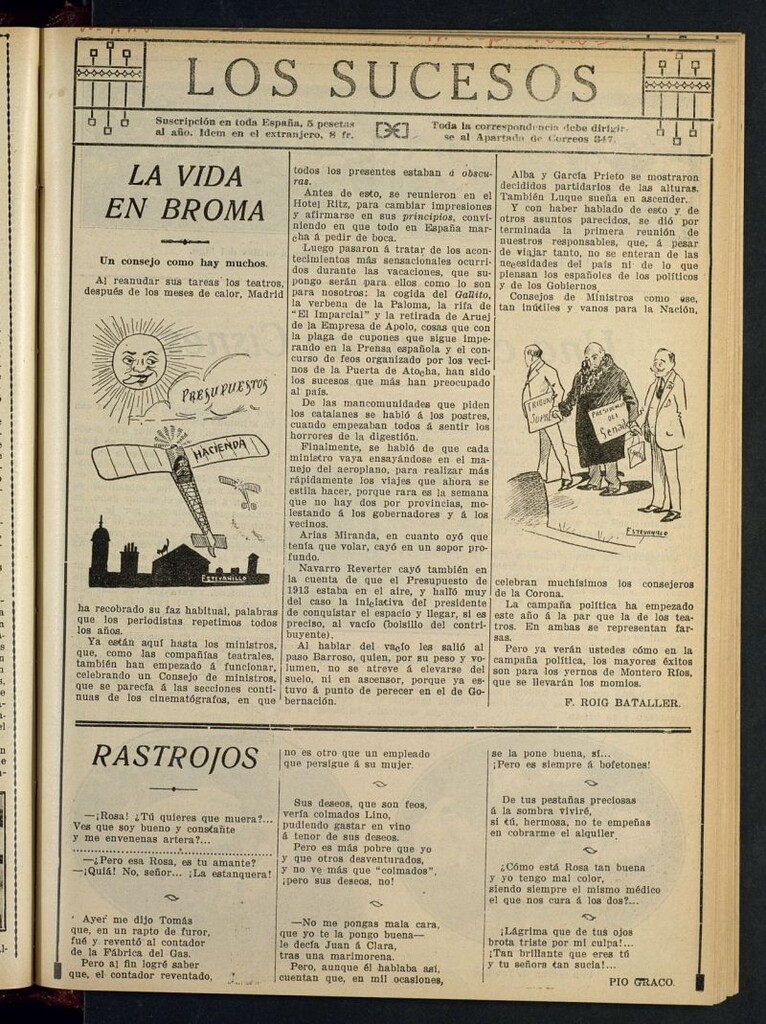 LOS SUCESOS
Suscripción en toda España, 5 pesetas
al año. Idem en el extranjero, 8 fr.
Toda la correspondencia debe dirigir-
se al Apartado de Correos 347.
LA VIDA
EN BROMA
Un consejo como hay muchos.
Al reanudar sus tareas los teatros,
después de los meses de calor, Madrid
PRESUPUESTOS
HACIENDA
ESTEVANILLO
ha recobrado su faz habitual, palabras
que los periodistas repetimos todos
los años.
Ya están aquí hasta los ministros,
que, como las compañías teatrales,
también han empezado á funcionar,
celebrando un Consejo de ministros,
que se parecía á las secciones conti-
nuas de los cinematógrafos, en que
todos los presentes estaban á obscu-
ras.
Antes de esto, se reunieron en el
Hotel Ritz, para cambiar impresiones
y afirmarse en sus principios, convi-
niendo en que todo en España mar-
cha á pedir de boca.
Luego pasaron á tratar de los acon-
tecimientos más sensacionales ocurri-
dos durante las vacaciones, que su-
pongo serán para ellos como lo son
para nosotros: la cogida del Gallito,
la verbena de la Paloma, la rifa de
"El Imparcial" y la retirada de Aruej
de la Empresa de Apolo, cosas que con
la plaga de cupones que sigue impe-
rando en la Prensa española y el con-
curso de feos organizado por los veci-
nos de la Puerta de Atocha, han sido
los sucesos que más han preocupado
al país.
De las mancomunidades que piden
los catalanes se habló á los postres,
cuando empezaban todos á sentir los
horrores de la digestión.
Finalmente, se habló de que cada
ministro vaya ensayándose en el ma-
nejo del aeroplano, para realizar más
rápidamente los viajes que ahora se
estila hacer, porque rara es la semana
que no hay dos por provincias, mo-
lestando á los gobernadores y á los
vecinos.
Arias Miranda, en cuanto oyó que
tenía que volar, cayó en un sopor pro-
fundo.
Navarro Reverter cayó también en
la cuenta de que el Presupuesto de
1913 estaba en el aire, y halló muy
del caso la iniciativa del presidente
de conquistar el espacio y llegar, si es
preciso, al vacío (bolsillo del contri-
buyente).
Al hablar del vacío les salió al
paso Barroso, quien, por su peso y vo-
lumen, no se atreve á elevarse del
suelo, ni en ascensor, porque ya es-
tuvo á punto de perecer en el de Go-
bernación.
Alba y García Prieto se mostraron
decididos partidarios de las alturas.
También Luque sueña en ascender.
Y con haber hablado de esto y de
otros asuntos parecidos, se dió por
terminada la primera reunión de
nuestros responsables, que, á pesar
de viajar tanto, no se enteran de las
necesidades del país ni de lo que
piensan los españoles de los políticos
y de los Gobiernos
Consejos de Ministros como ese,
tan inútiles y vanos para la Nación,
PRESIDENCIA
DEL
Senado
ESTEVANILLO
celebran muchísimos los consejeros
de la Corona.
La campaña política ha empezado
este año á la par que la de los tea-
tros. En ambas se representan far-
sas.
Pero ya verán ustedes cómo en la
campaña política, los mayores éxitos
son para los yernos de Montero Ríos,
que se llevarán los momios.
F. ROIG BATALLER.
RASTROJOS
—¡Rosa! ¿Tú quieres que muera?...
Ves que soy bueno y constante
y me envenenas artera?...
—¿Pero esa Rosa, es tu amante?
—¡Quiá! No, señor... ¡La estanquera!
Ayer me dijo Tomás
que, en un rapto de furor,
fué y reventó al contador
de la Fábrica del Gas.
Pero al fin logré saber
que, el contador reventado,
no es otro que un empleado
que persigue á su mujer.
Sus deseos, que son feos,
vería colmados Lino,
pudiendo gastar en vino
á tenor de sus deseos.
Pero es más pobre que yo
y que otros desventurados,
y no ve más que "colmados",
¡pero sus deseos, no!
—No me pongas mala cara,
que yo te la pongo buena—
le decía Juan á Clara,
tras una marimorena.
Pero, aunque él hablaba así,
cuentan que, en mil ocasiones,
se la pone buena, sí...
¡Pero es siempre á bofetones!
De tus pestañas preciosas
á la sombra viviré,
si tú, hermosa, no te empeñas
en cobrarme el alquiler.
¿Cómo está Rosa tan buena
y yo tengo mal color,
siendo siempre el mismo médico
el que nos cura á los dos?...
¡Lágrima que de tus ojos
brota triste por mi culpa!...
¡Tan brillante que eres tú
y tu señora tan sucia!...
PIO GRACO.